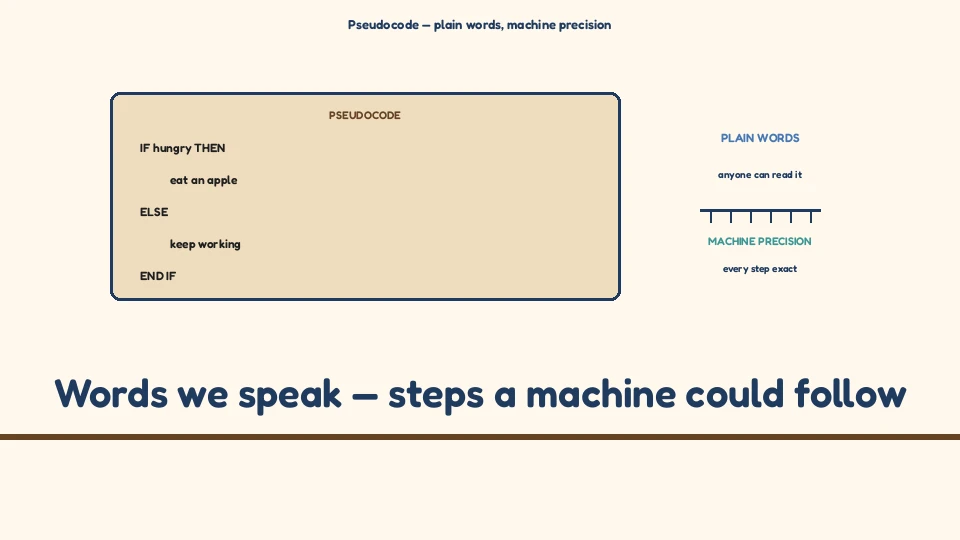 Pseudocode — plain words, machine precision
PSEUDOCODE
IF hungry THEN
eat an apple
ELSE
keep working
END IF
PLAIN WORDS
anyone can read it
MACHINE PRECISION
every step exact
Words we speak — steps a machine could follow